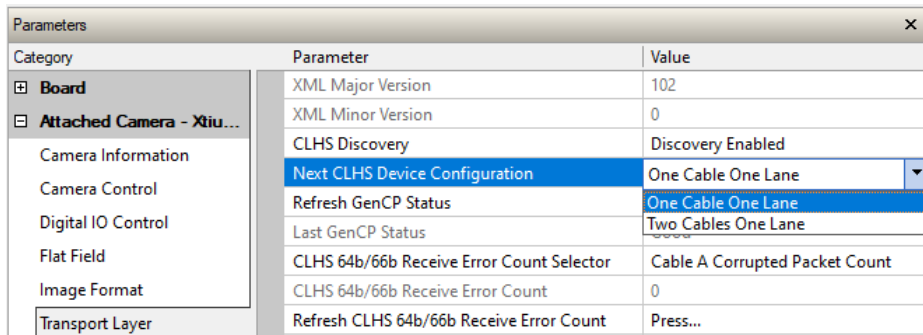 Parameters
Category Parameter Value
Board XML Major Version 102
Attached Camera - Xtiu... XML Minor Version 0
Camera Information CLHS Discovery Discovery Enabled
Camera Control Next CLHS Device Configuration One Cable One Lane
Digital IO Control Refresh GenCP Status One Cable One Lane
Flat Field Last GenCP Status Two Cables One Lane
Image Format CLHS 64b/66b Receive Error Count Selector Cable A Corrupted Packet Count
CLHS 64b/66b Receive Error Count 0
Transport Layer Refresh CLHS 64b/66b Receive Error Count Press...